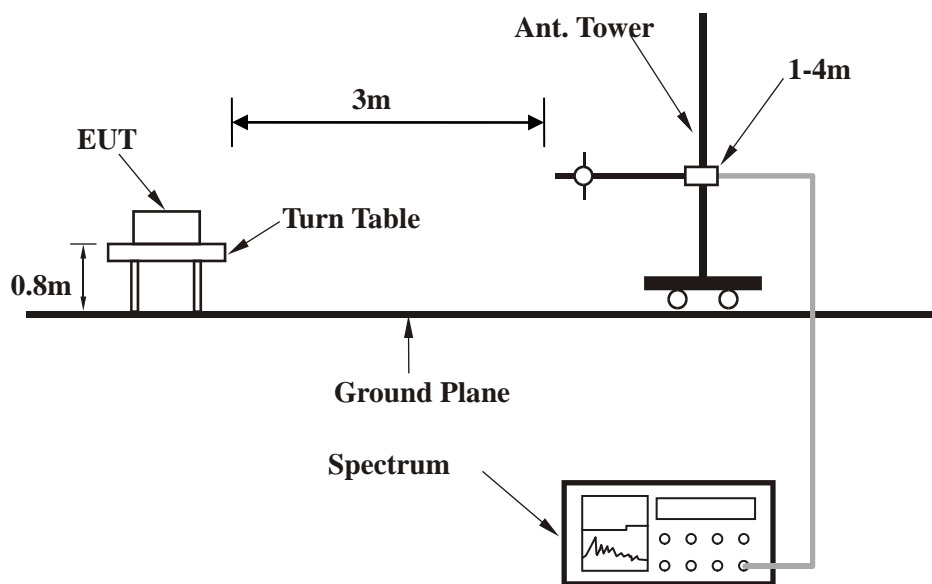 Ant. Tower
1-4m
3m
EUT
Turn Table
0.8m
Ground Plane
Spectrum